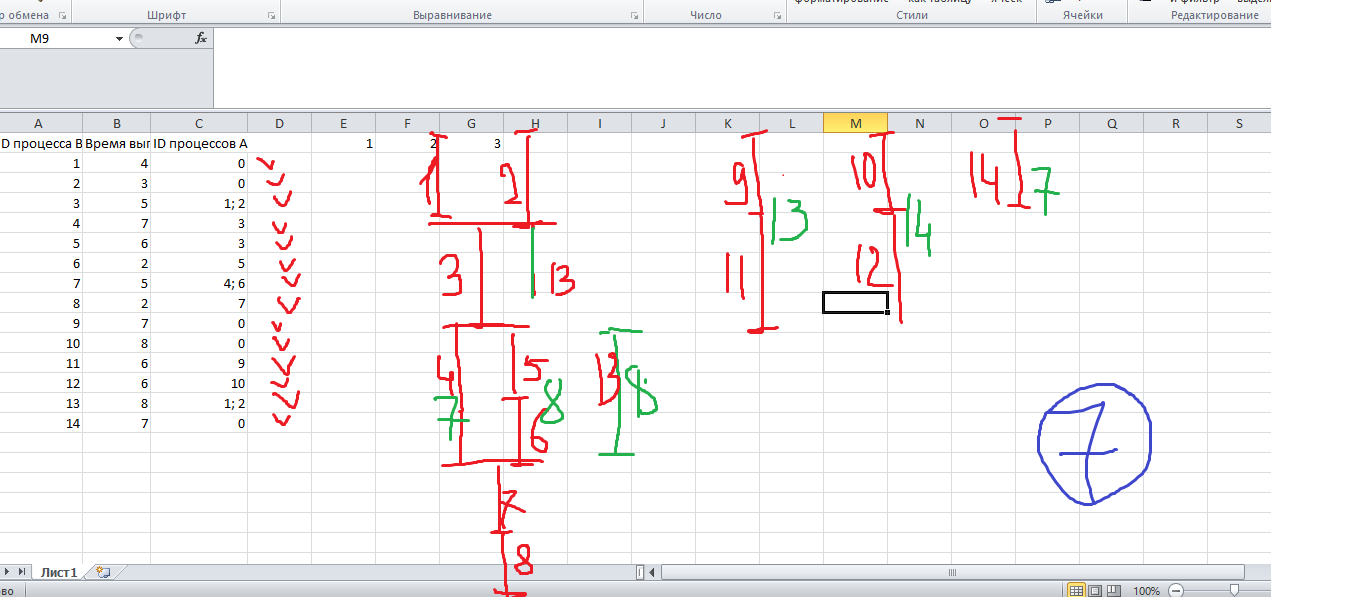 р обмена Шрифт Выравнивание Число Стили Ячейки Редактирование
M9 fx
A B C D E F G H I J K L M N O P Q R S
D процесса B Время выг ID процессов A 1 2 3
1 4 0
2 3 0
3 5 1; 2
4 7 3
5 6 3
6 2 5
7 5 4; 6
8 2 7
9 7 0
10 8 0
11 6 9
12 6 10
13 8 1; 2
14 7 0
1 2 9 10 14 7
13 14
3 13 11 12
4 5 13
7 8
6
7
8
7
Лист1
во 100%